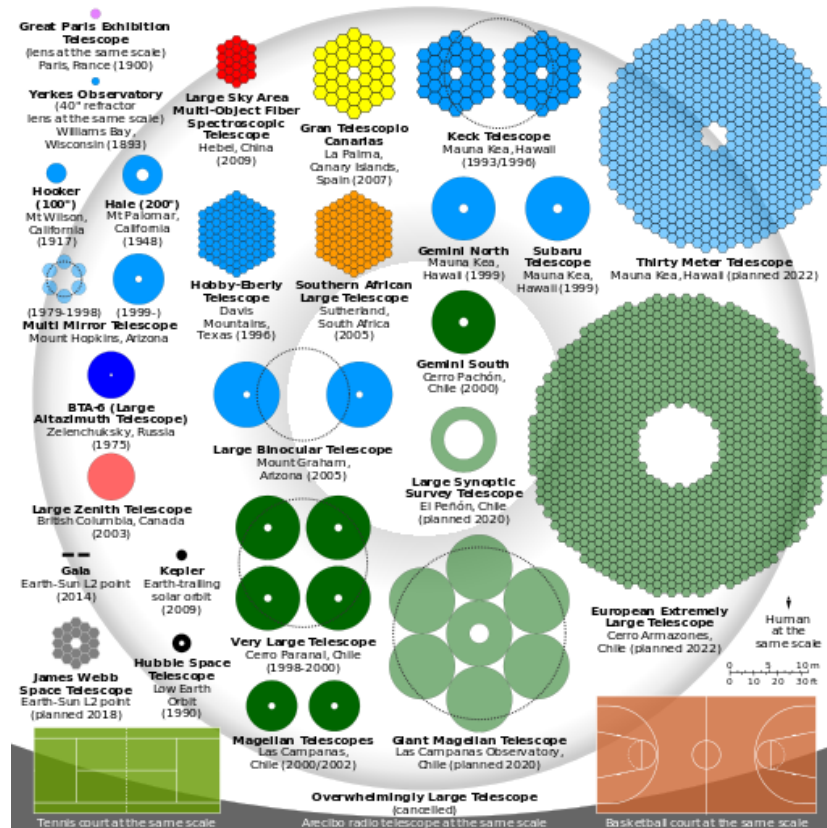 Great Paris Exhibition
Telescope
(lens at the same scale)
Paris, France (1900)
Yerkes Observatory
(40" refractor
lens at the same scale)
Williams Bay,
Wisconsin (1893)
Hooker
(100")
Mt Wilson,
California
(1917)
Hale (200")
Mt Palomar,
California
(1948)
(1979-1998)
(1999-)
Multi Mirror Telescope
Mount Hopkins, Arizona
BTA-6 (Large
Altazimuth Telescope)
Zelenchuksky, Russia
(1975)
Large Zenith Telescope
British Columbia, Canada
(2003)
Gaia
Earth-Sun L2 point
(2014)
Kepler
Earth-trailing
solar orbit
(2009)
James Webb
Space Telescope
Earth-Sun L2 point
(planned 2018)
Hubble Space
Telescope
Low Earth
Orbit
(1990)
Large Sky Area
Multi-Object Fiber
Spectroscopic
Telescope
Hebei, China
(2009)
Gran Telescopio
Canarias
La Palma,
Canary Islands,
Spain (2007)
Keck Telescope
Mauna Kea, Hawaii
(1993/1996)
Hobby-Eberly
Telescope
Davis
Mountains,
Texas (1996)
Southern African
Large Telescope
Sutherland,
South Africa
(2005)
Gemini North
Mauna Kea,
Hawaii (1999)
Subaru
Telescope
Mauna Kea,
Hawaii (1999)
Thirty Meter Telescope
Mauna Kea, Hawaii (planned 2022)
Gemini South
Cerro Pachón,
Chile (2000)
Large Binocular Telescope
Mount Graham,
Arizona (2005)
Large Synoptic
Survey Telescope
El Peñón, Chile
(planned 2020)
Very Large Telescope
Cerro Paranal, Chile
(1998-2000)
Magellan Telescopes
Las Campanas,
Chile (2000/2002)
Giant Magellan Telescope
Las Campanas Observatory,
Chile (planned 2020)
European Extremely
Large Telescope
Cerro Armazones,
Chile (planned 2022)
Human
at the
same scale
0 5 10 m
0 10 20 30 ft
Overwhelmingly Large Telescope
(cancelled)
Tennis court at the same scale
Arecibo radio telescope at the same scale
Basketball court at the same scale